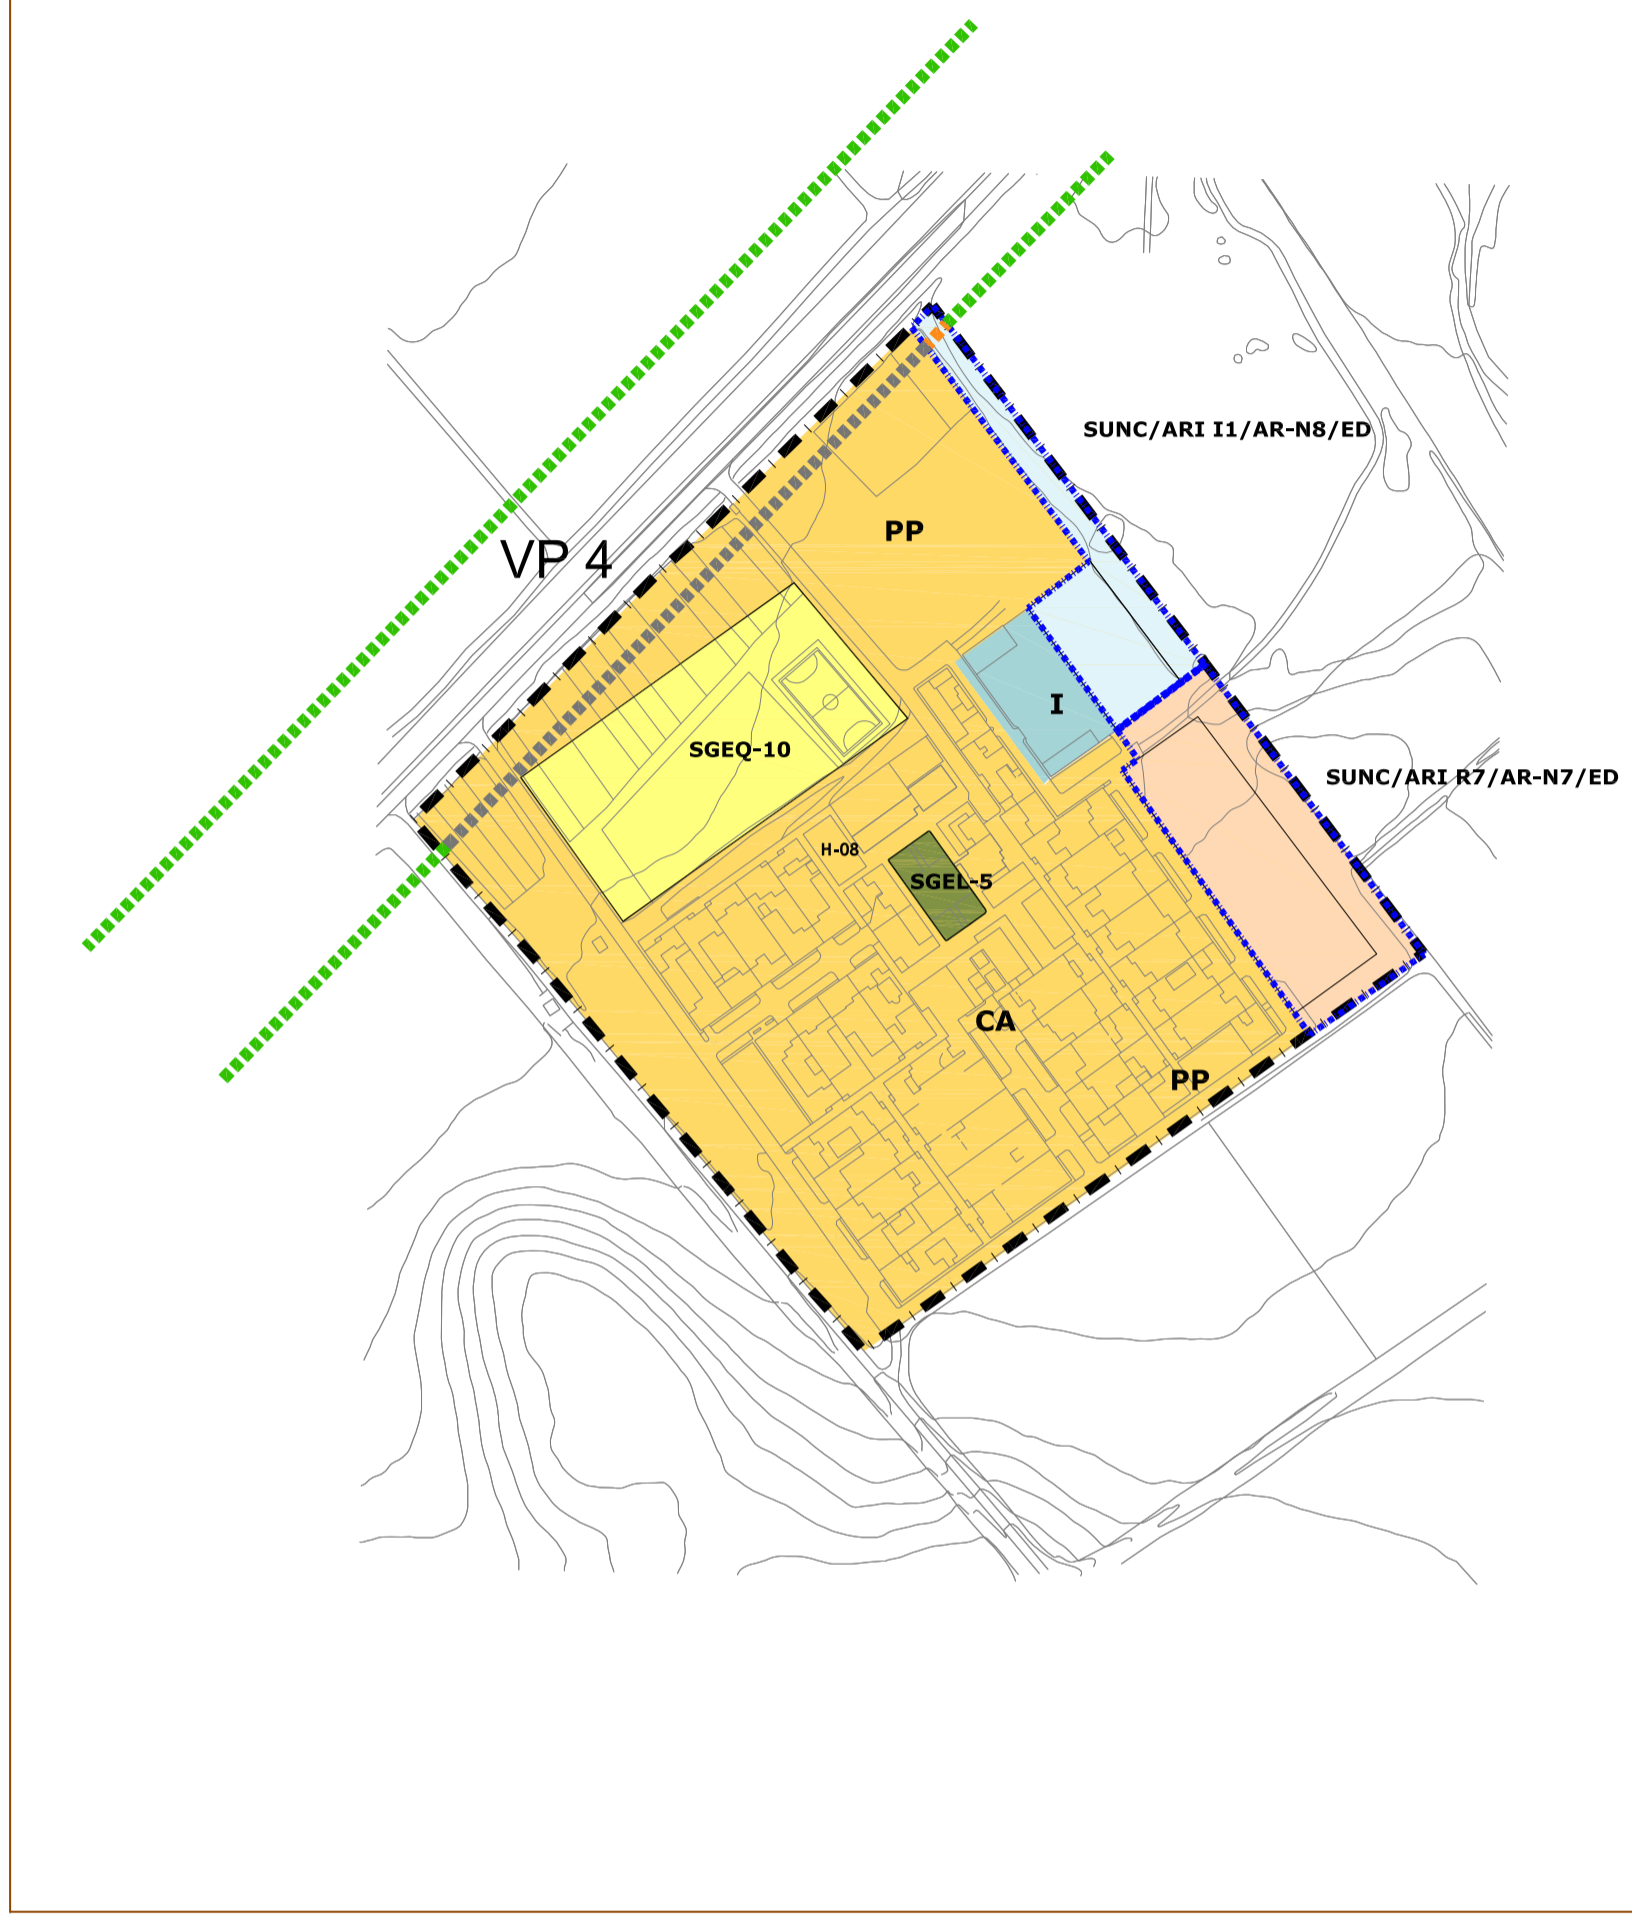 SUNC/ARI I1/AR-N8/ED
PP
VP 4
I
SGEQ-10
SUNC/ARI R7/AR-N7/ED
H-08
SGEL-5
CA
PP